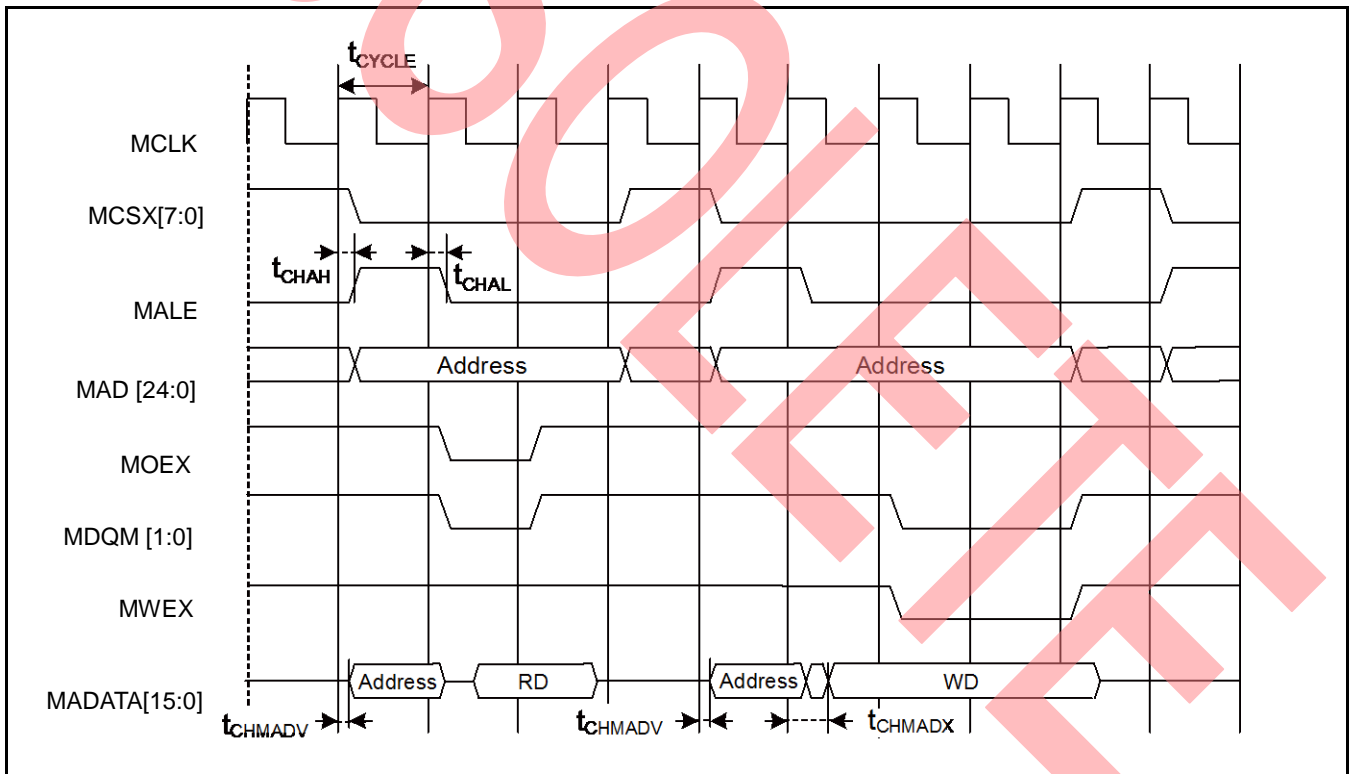 tCYCLE
MCLK
MCSX[7:0]
tCHAH
tCHAL
MALE
MAD [24:0]
Address
Address
MOEX
MDQM [1:0]
MWEX
MADATA[15:0]
Address
RD
Address
WD
tCHMADV
tCHMADV
tCHMADX